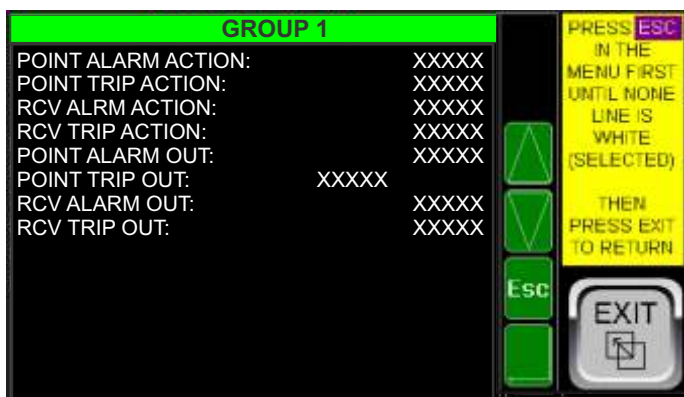 GROUP 1
POINT ALARM ACTION: XXXXX
POINT TRIP ACTION: XXXXX
RCV ALRM ACTION: XXXXX
RCV TRIP ACTION: XXXXX
POINT ALARM OUT: XXXXX
POINT TRIP OUT: XXXXX
RCV ALARM OUT: XXXXX
RCV TRIP OUT: XXXXX
Esc
PRESS ESC
IN THE
MENU FIRST
UNTIL NONE
LINE IS
WHITE
(SELECTED)
THEN
PRESS EXIT
TO RETURN
EXIT